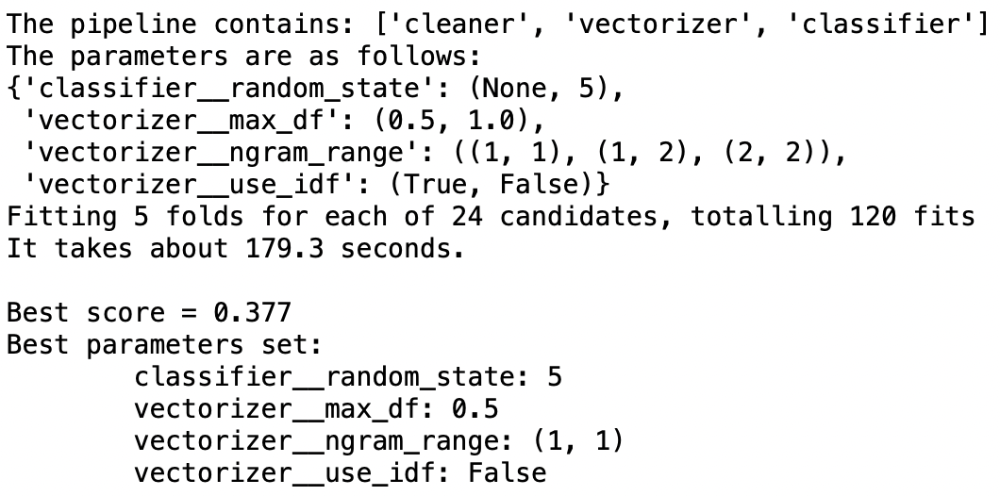 The pipeline contains: ['cleaner', 'vectorizer', 'classifier']
The parameters are as follows:
{'classifier__random_state': (None, 5),
 'vectorizer__max_df': (0.5, 1.0),
 'vectorizer__ngram_range': ((1, 1), (1, 2), (2, 2)),
 'vectorizer__use_idf': (True, False)}
Fitting 5 folds for each of 24 candidates, totalling 120 fits
It takes about 179.3 seconds.

Best score = 0.377
Best parameters set:
        classifier__random_state: 5
        vectorizer__max_df: 0.5
        vectorizer__ngram_range: (1, 1)
        vectorizer__use_idf: False